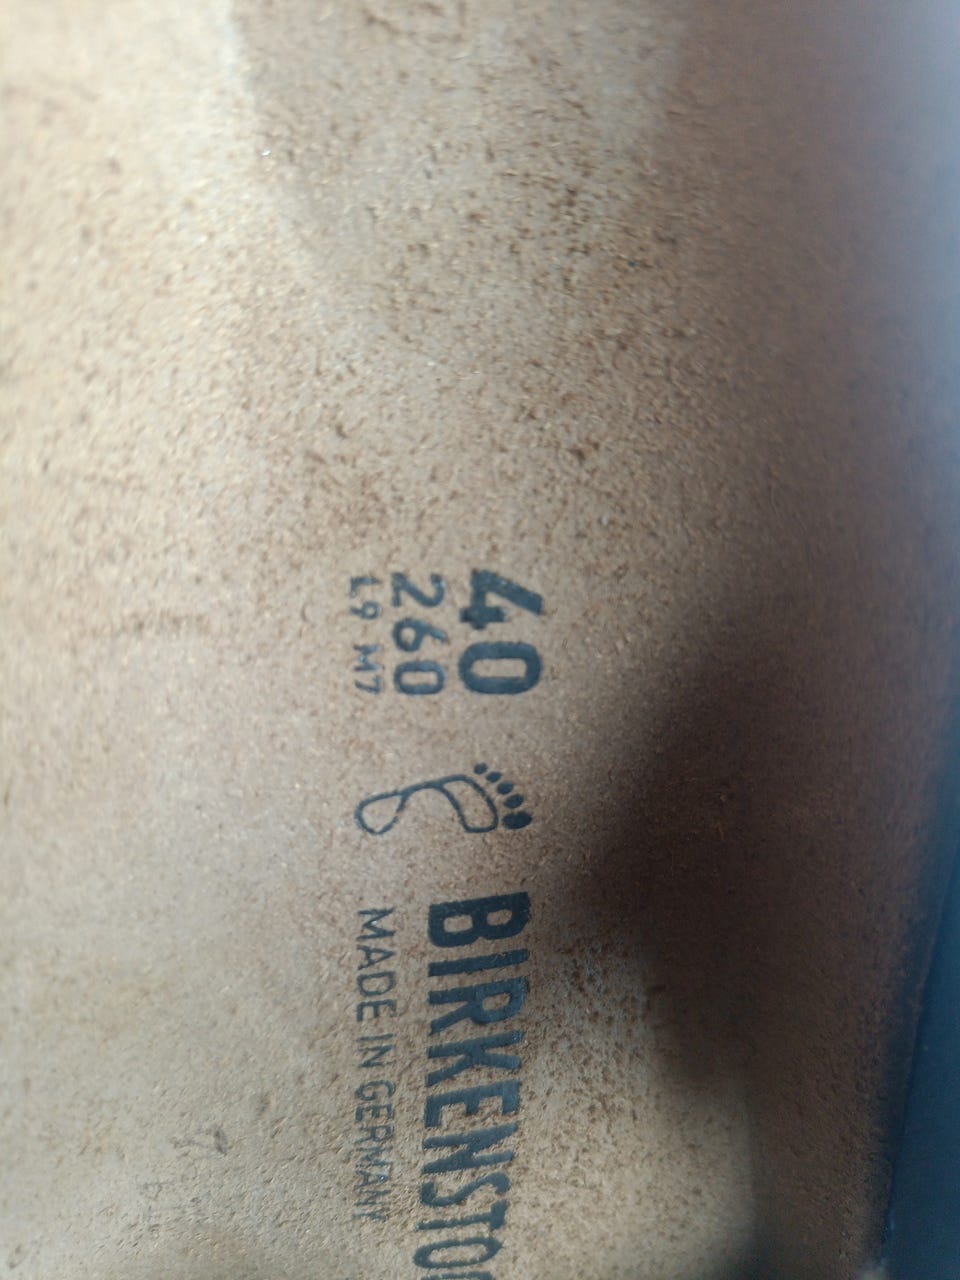 40
260
L9 M7
BIRKENSTO
MADE IN GERMANY